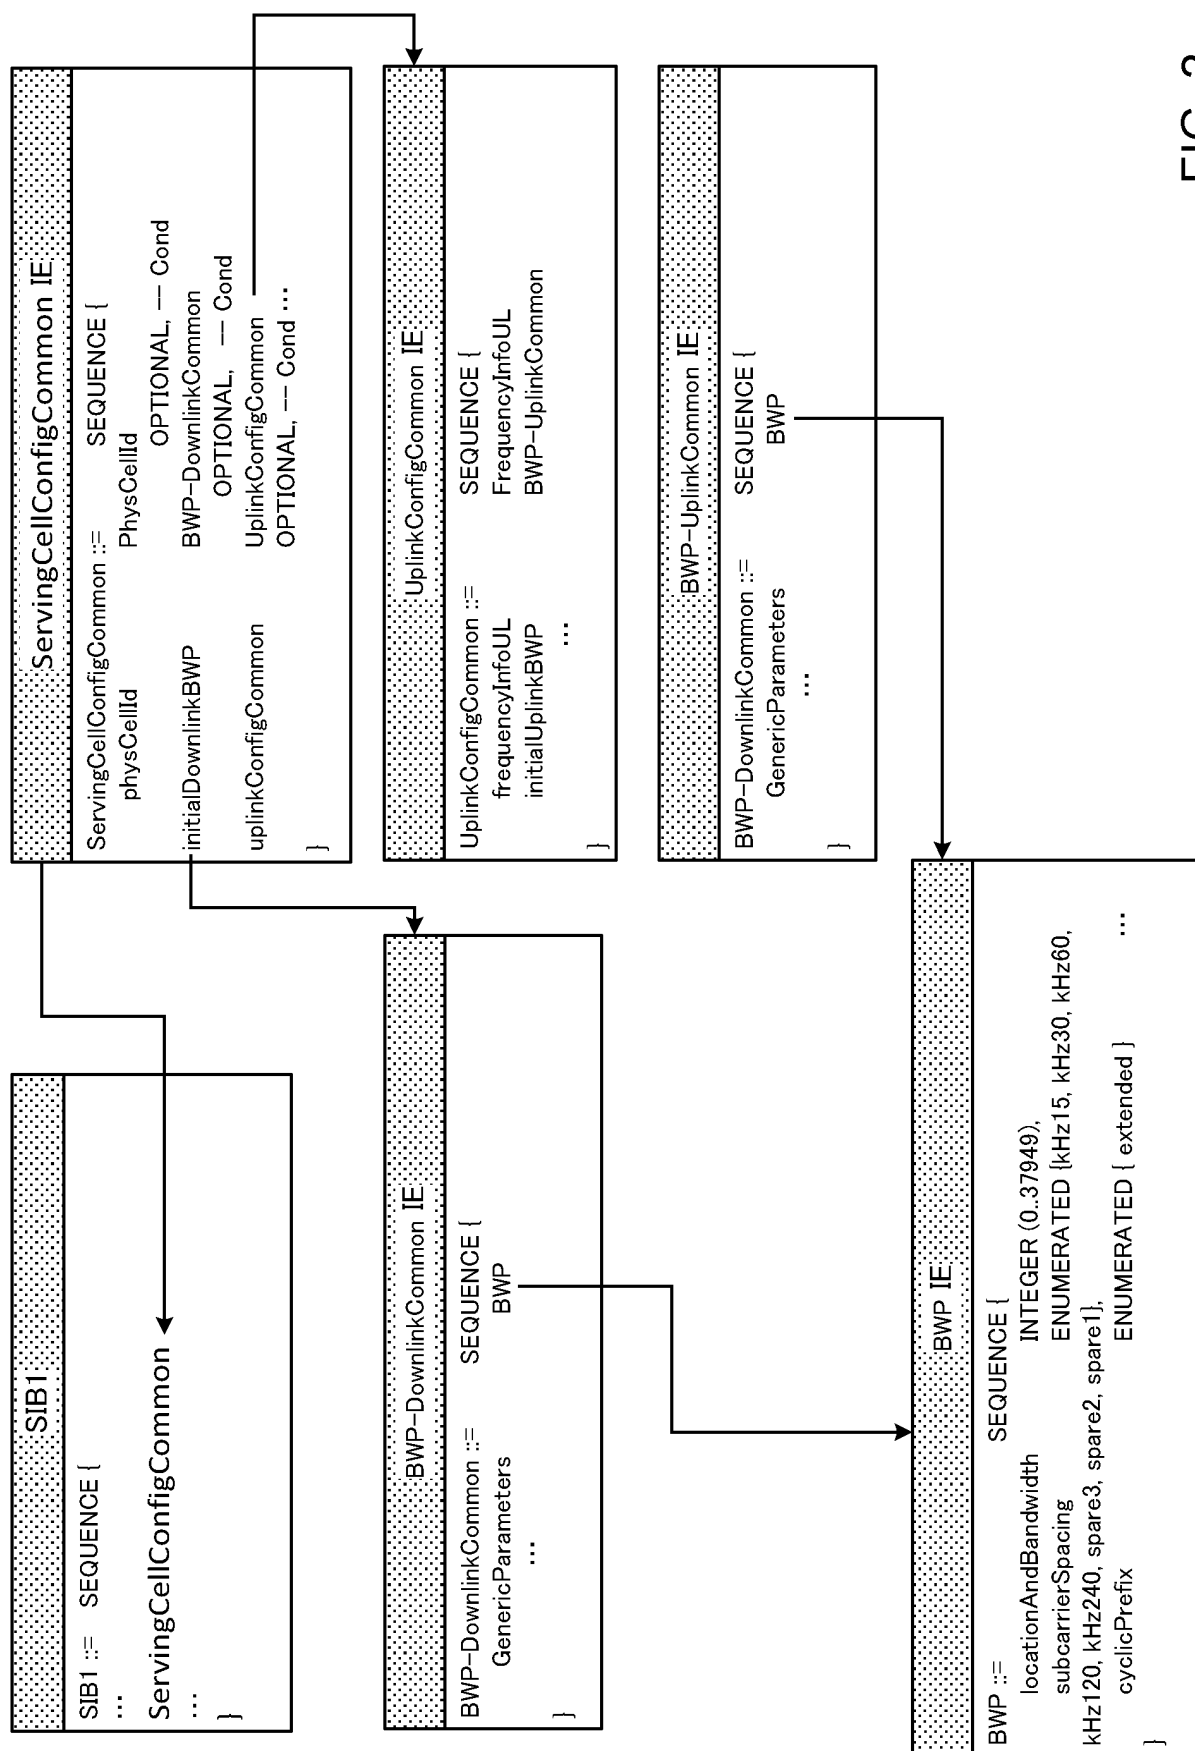 SIB1
SIB1 ::= SEQUENCE {
...
ServingCellConfigCommon
...
}
ServingCellConfigCommon IE
ServingCellConfigCommon ::= SEQUENCE {
physCellId PhysCellId
OPTIONAL, -- Cond
initialDownlinkBWP BWP-DownlinkCommon
OPTIONAL, -- Cond
uplinkConfigCommon UplinkConfigCommon
OPTIONAL, -- Cond ...
}
BWP-DownlinkCommon IE
BWP-DownlinkCommon ::= SEQUENCE {
GenericParameters BWP
...
}
UplinkConfigCommon IE
UplinkConfigCommon ::= SEQUENCE {
frequencyInfoUL FrequencyInfoUL
initialUplinkBWP BWP-UplinkCommon
...
}
BWP-UplinkCommon IE
BWP-DownlinkCommon ::= SEQUENCE {
GenericParameters BWP
...
}
BWP IE
BWP ::= SEQUENCE {
locationAndBandwidth INTEGER (0..37949),
subcarrierSpacing ENUMERATED {kHz15, kHz30, kHz60,
kHz120, kHz240, spare3, spare2, spare1},
cyclicPrefix ENUMERATED { extended } ...
}
FIG.